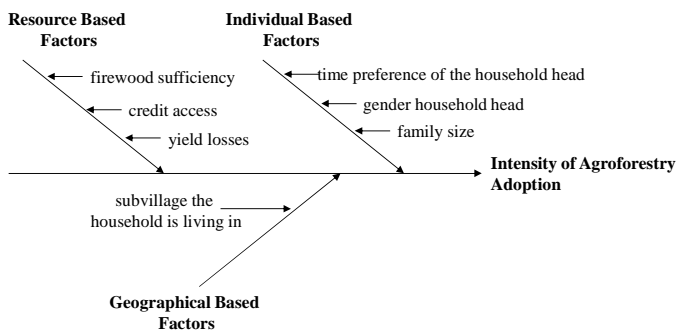 Resource Based
Factors
Individual Based
Factors
firewood sufficiency
time preference of the household head
credit access
gender household head
yield losses
family size
Intensity of Agroforestry
Adoption
subvillage the
household is living in
Geographical Based
Factors